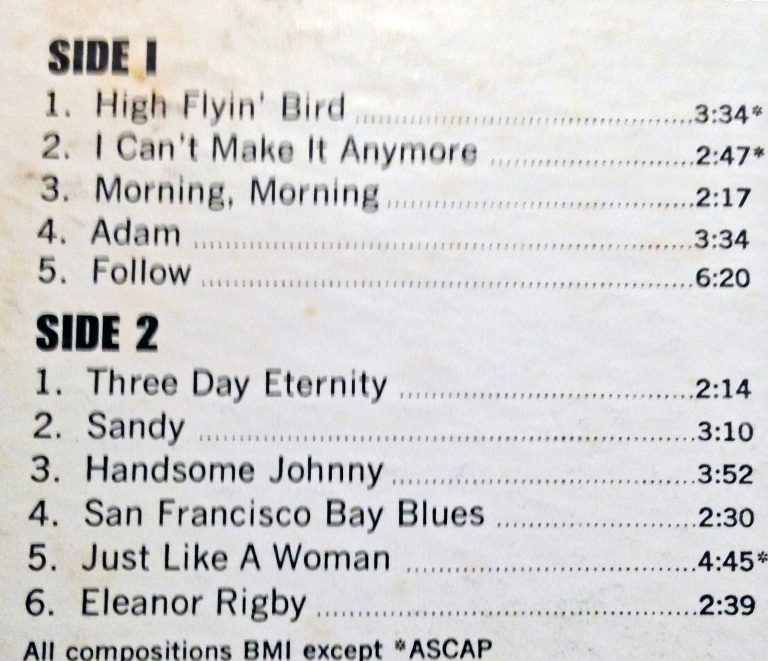 SIDE 1
1. High Flyin' Bird ........................................ 3:34*
2. I Can't Make It Anymore ........................ 2:47*
3. Morning, Morning .................................... 2:17
4. Adam ........................................................ 3:34
5. Follow ....................................................... 6:20
SIDE 2
1. Three Day Eternity .................................. 2:14
2. Sandy ....................................................... 3:10
3. Handsome Johnny ................................... 3:52
4. San Francisco Bay Blues ....................... 2:30
5. Just Like A Woman ................................. 4:45*
6. Eleanor Rigby .......................................... 2:39
All compositions BMI except *ASCAP